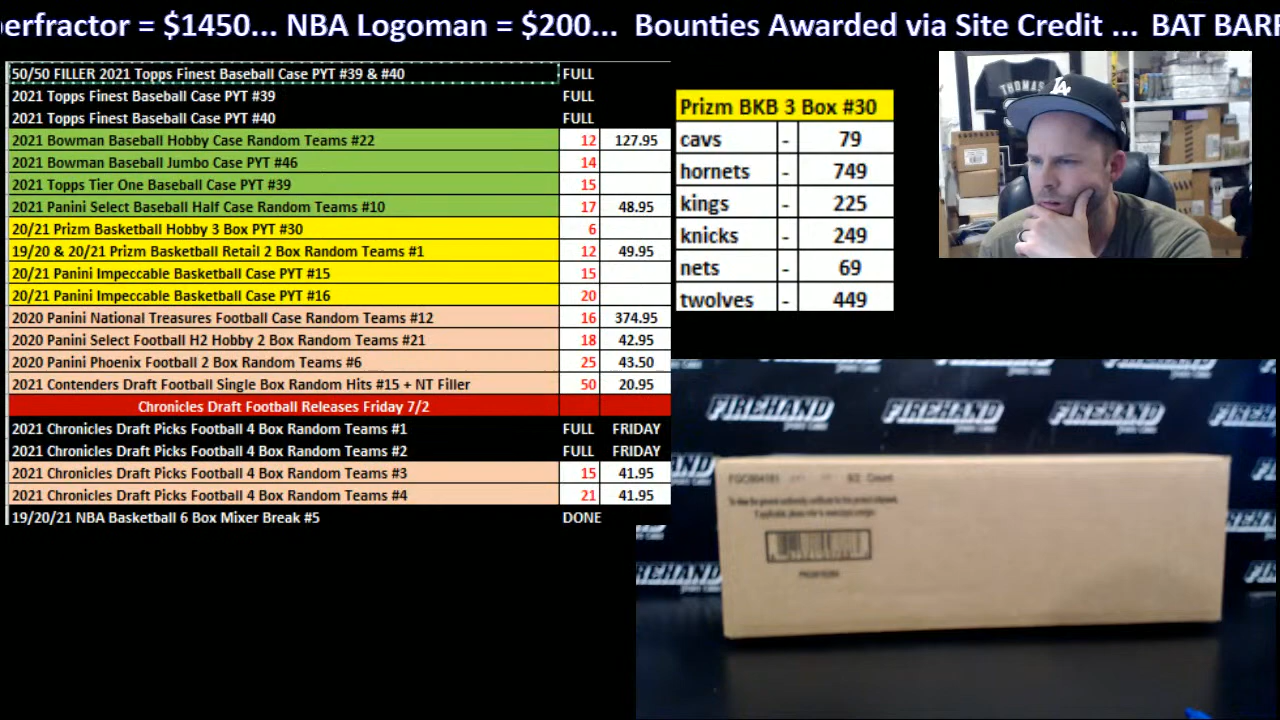 erfractor = $1450... NBA Logoman = $200... Bounties Awarded via Site Credit ... BAT BARR
50/50 FILLER 2021 Topps Finest Baseball Case PYT #39 & #40 FULL
2021 Topps Finest Baseball Case PYT #39 FULL
2021 Topps Finest Baseball Case PYT #40 FULL
2021 Bowman Baseball Hobby Case Random Teams #22 12 127.95
2021 Bowman Baseball Jumbo Case PYT #46 14
2021 Topps Tier One Baseball Case PYT #39 15
2021 Panini Select Baseball Half Case Random Teams #10 17 48.95
20/21 Prizm Basketball Hobby 3 Box PYT #30 6
19/20 & 20/21 Prizm Basketball Retail 2 Box Random Teams #1 12 49.95
20/21 Panini Impeccable Basketball Case PYT #15 15
20/21 Panini Impeccable Basketball Case PYT #16 20
2020 Panini National Treasures Football Case Random Teams #12 16 374.95
2020 Panini Select Football H2 Hobby 2 Box Random Teams #21 18 42.95
2020 Panini Phoenix Football 2 Box Random Teams #6 25 43.50
2021 Contenders Draft Football Single Box Random Hits #15 + NT Filler 50 20.95
Chronicles Draft Football Releases Friday 7/2
2021 Chronicles Draft Picks Football 4 Box Random Teams #1 FULL FRIDAY
2021 Chronicles Draft Picks Football 4 Box Random Teams #2 FULL FRIDAY
2021 Chronicles Draft Picks Football 4 Box Random Teams #3 15 41.95
2021 Chronicles Draft Picks Football 4 Box Random Teams #4 21 41.95
19/20/21 NBA Basketball 6 Box Mixer Break #5 DONE
Prizm BKB 3 Box #30
cavs - 79
hornets - 749
kings - 225
knicks - 249
nets - 69
twolves - 449
THOMAS
LA
FIREHAND FIREHAND FIREHAND FIREHAND
Count